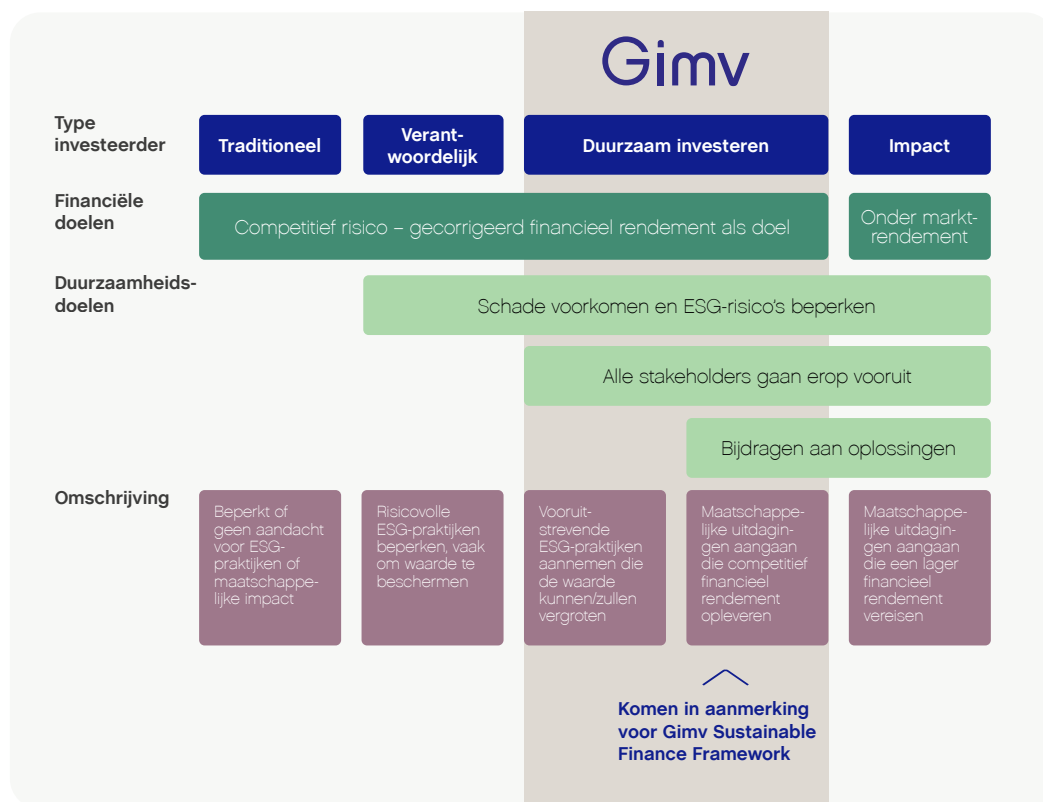 Gimv
Type
investeerder
Traditioneel
Verant-
woordelijk
Duurzaam investeren
Impact
Financiële
doelen
Competitief risico – gecorrigeerd financieel rendement als doel
Onder markt-
rendement
Duurzaamheids-
doelen
Schade voorkomen en ESG-risico's beperken
Alle stakeholders gaan erop vooruit
Bijdragen aan oplossingen
Omschrijving
Beperkt of
geen aandacht
voor ESG-
praktijken of
maatschappe-
lijke impact
Risicovolle
ESG-praktijken
beperken, vaak
om waarde te
beschermen
Vooruit-
strevende
ESG-praktijken
aannemen die
de waarde
kunnen/zullen
vergroten
Maatschappe-
lijke uitdagin-
gen aangaan
die competitief
financieel
rendement
opleveren
Maatschappe-
lijke uitdagin-
gen aangaan
die een lager
financieel
rendement
vereisen
Komen in aanmerking
voor Gimv Sustainable
Finance Framework